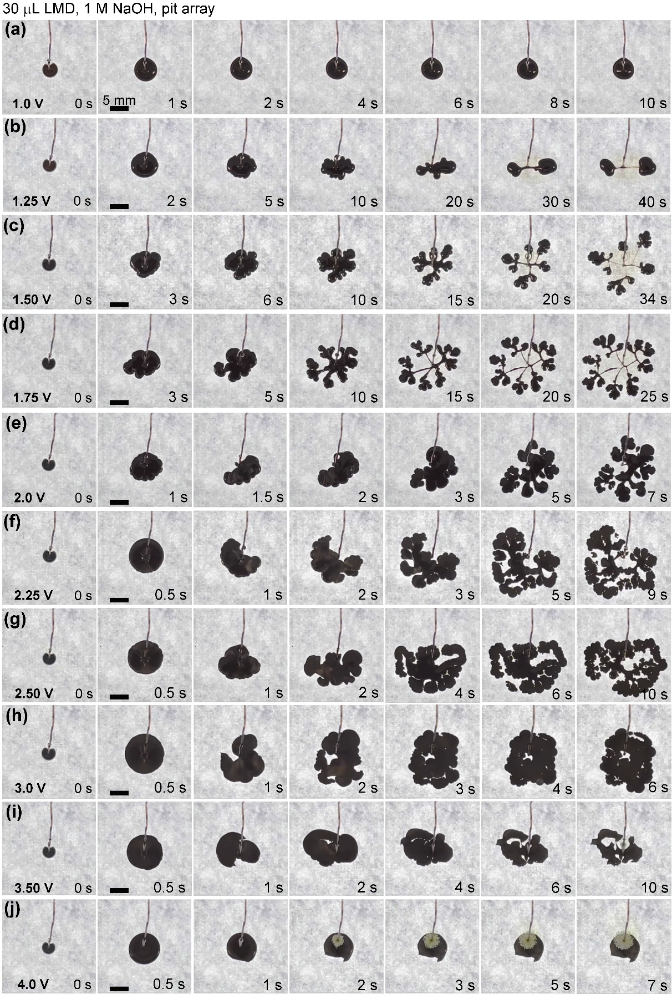 30 μL LMD, 1 M NaOH, pit array
(a)
1.0 V 0 s 5 mm 1 s 2 s 4 s 6 s 8 s 10 s
(b)
1.25 V 0 s 2 s 5 s 10 s 20 s 30 s 40 s
(c)
1.50 V 0 s 3 s 6 s 10 s 15 s 20 s 34 s
(d)
1.75 V 0 s 3 s 5 s 10 s 15 s 20 s 25 s
(e)
2.0 V 0 s 1 s 1.5 s 2 s 3 s 5 s 7 s
(f)
2.25 V 0 s 0.5 s 1 s 2 s 3 s 5 s 9 s
(g)
2.50 V 0 s 0.5 s 1 s 2 s 4 s 6 s 10 s
(h)
3.0 V 0 s 0.5 s 1 s 2 s 3 s 4 s 6 s
(i)
3.50 V 0 s 0.5 s 1 s 2 s 4 s 6 s 10 s
(j)
4.0 V 0 s 0.5 s 1 s 2 s 3 s 5 s 7 s